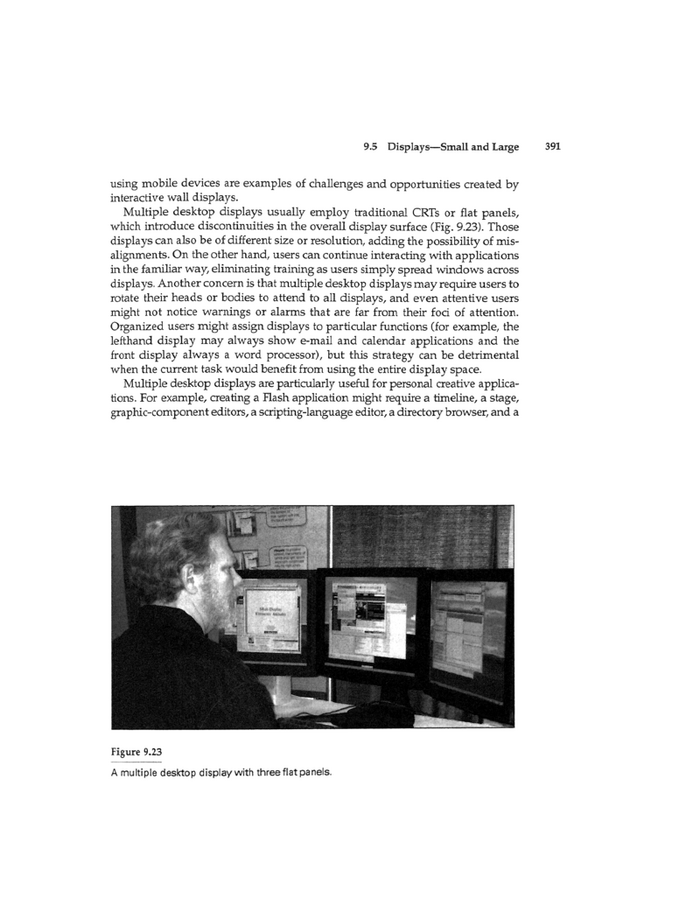 9.5 Displays—Small and Large 391
using mobile devices are examples of challenges and opportunities created by
interactive wall displays.
Multiple desktop displays usually employ traditional CRTs or flat panels,
which introduce discontinuities in the overall display surface (Fig. 9.23). Those
displays can also be of different size or resolution, adding the possibility of mis-
alignments. On the other hand, users can continue interacting with applications
in the familiar way, eliminating training as users simply spread windows across
displays. Another concern is that multiple desktop displays may require users to
rotate their heads or bodies to attend to all displays, and even attentive users
might not notice warnings or alarms that are far from their foci of attention.
Organized users might assign displays to particular functions (for example, the
lefthand display may always show e-mail and calendar applications and the
front display always a word processor), but this strategy can be detrimental
when the current task would benefit from using the entire display space.
Multiple desktop displays are particularly useful for personal creative applica-
tions. For example, creating a Flash application might require a timeline, a stage,
graphic-component editors, a scripting-language editor, a directory browser, and a
Figure 9.23
A multiple desktop display with three flat panels.